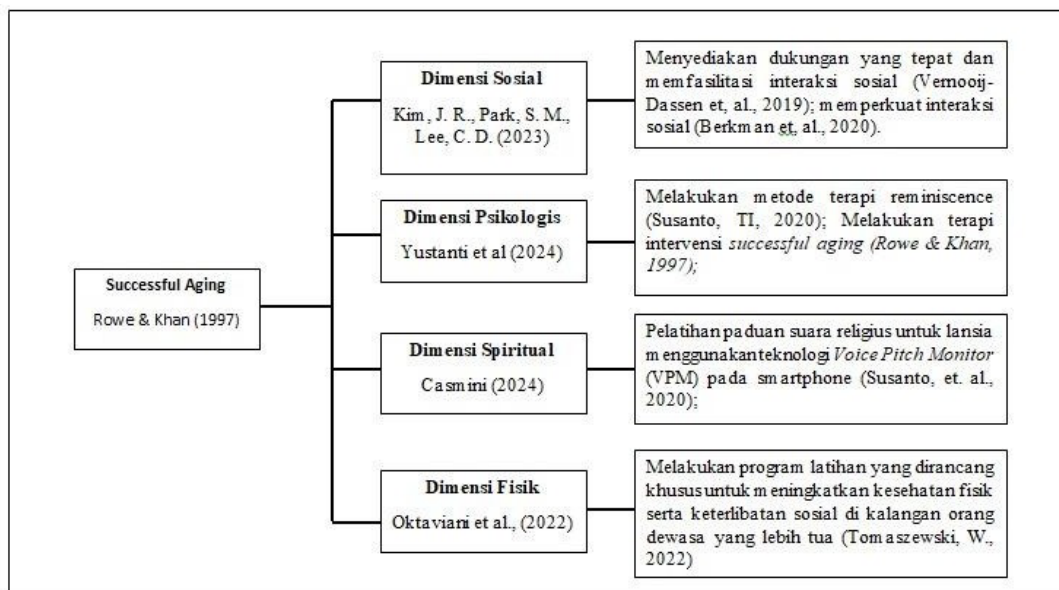 Successful Aging
Rowe & Khan (1997)
Dimensi Sosial
Kim, J. R., Park, S. M.,
Lee, C. D. (2023)
Menyediakan dukungan yang tepat dan
memfasilitasi interaksi sosial (Vernooij-
Dassen et, al., 2019); memperkuat interaksi
sosial (Berkman et, al., 2020).
Dimensi Psikologis
Yustanti et al (2024)
Melakukan metode terapi reminiscence
(Susanto, TI, 2020); Melakukan terapi
intervensi successful aging (Rowe & Khan,
1997);
Dimensi Spiritual
Casmini (2024)
Pelatihan paduan suara religius untuk lansia
menggunakan teknologi Voice Pitch Monitor
(VPM) pada smartphone (Susanto, et. al.,
2020);
Dimensi Fisik
Oktaviani et al., (2022)
Melakukan program latihan yang dirancang
khusus untuk meningkatkan kesehatan fisik
serta keterlibatan sosial di kalangan orang
dewasa yang lebih tua (Tomaszewski, W.,
2022)